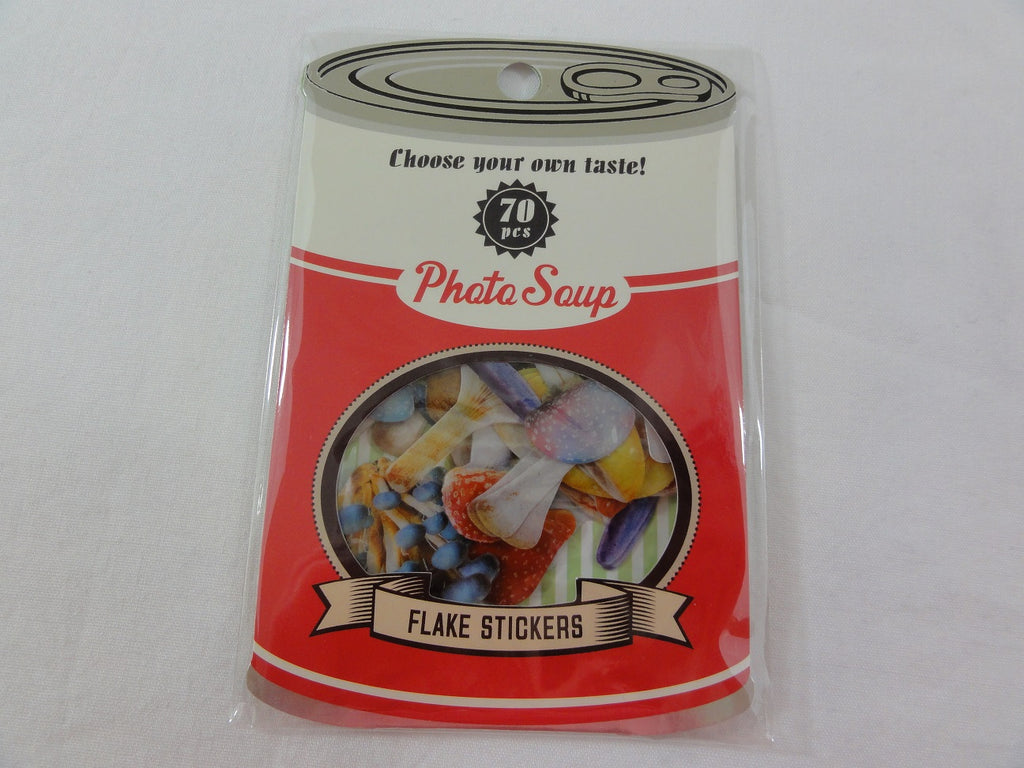 Choose your own taste!
70
pcs
Photo Soup
FLAKE STICKERS